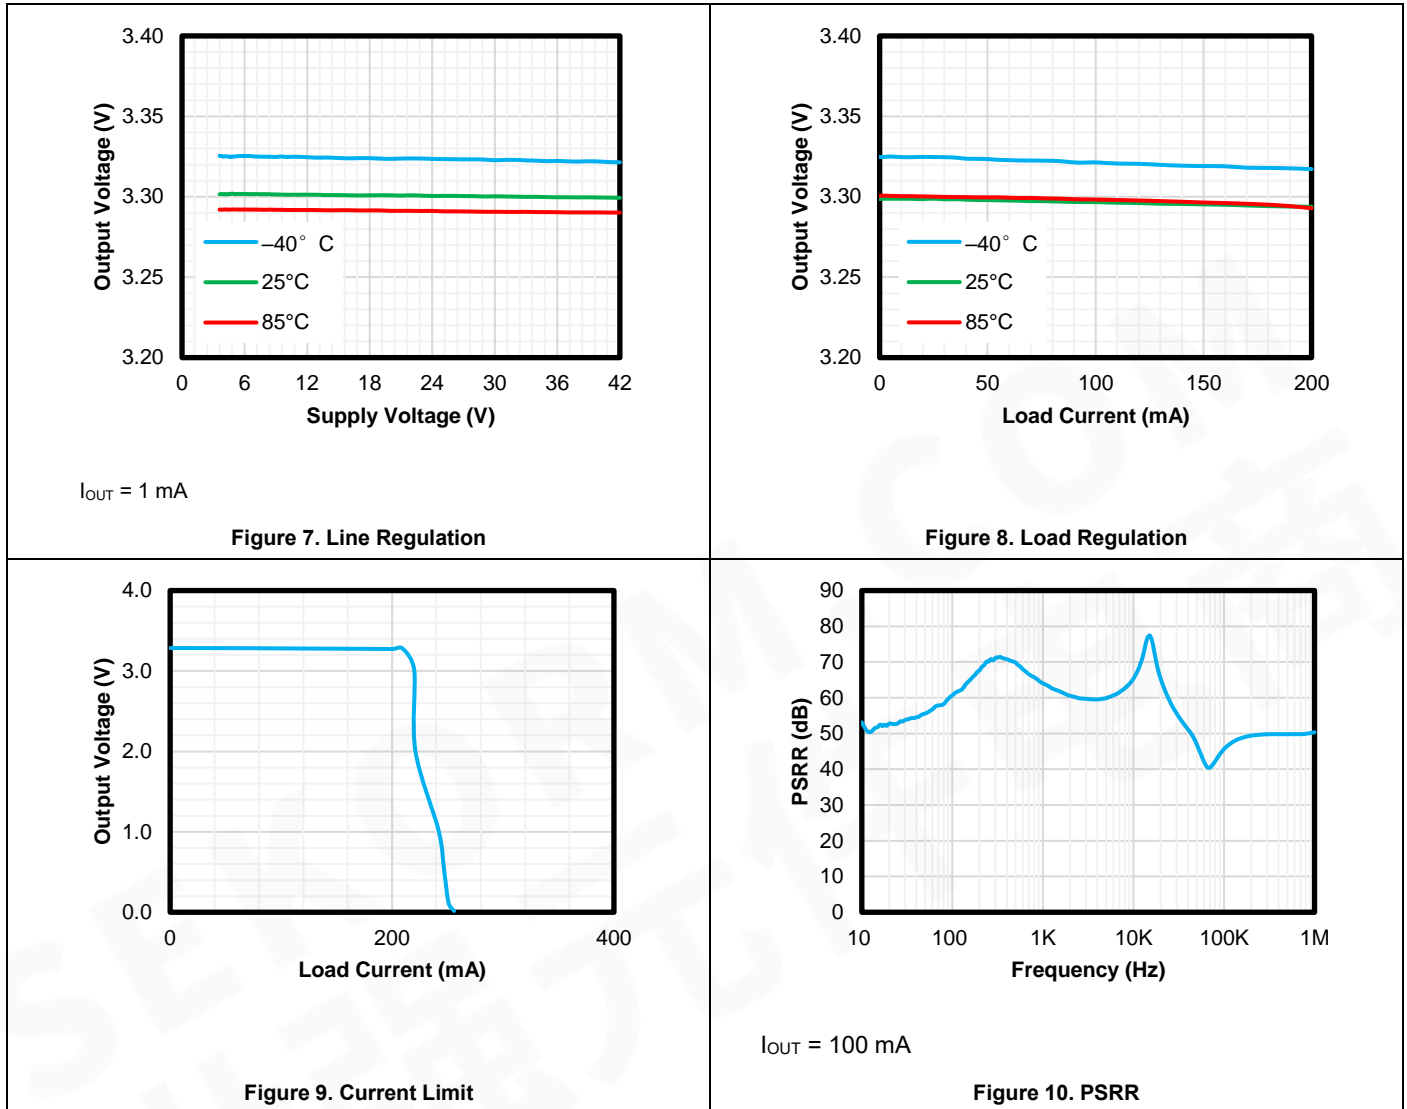 3.40
3.35
3.30
3.25
3.20
Output Voltage (V)
–40° C
25°C
85°C
0 6 12 18 24 30 36 42
Supply Voltage (V)
IOUT = 1 mA
Figure 7. Line Regulation
3.40
3.35
3.30
3.25
3.20
Output Voltage (V)
–40° C
25°C
85°C
0 50 100 150 200
Load Current (mA)
Figure 8. Load Regulation
4.0
3.0
2.0
1.0
0.0
Output Voltage (V)
0 200 400
Load Current (mA)
Figure 9. Current Limit
90
80
70
60
50
40
30
20
10
0
PSRR (dB)
10 100 1K 10K 100K 1M
Frequency (Hz)
IOUT = 100 mA
Figure 10. PSRR
SEKORM.COM